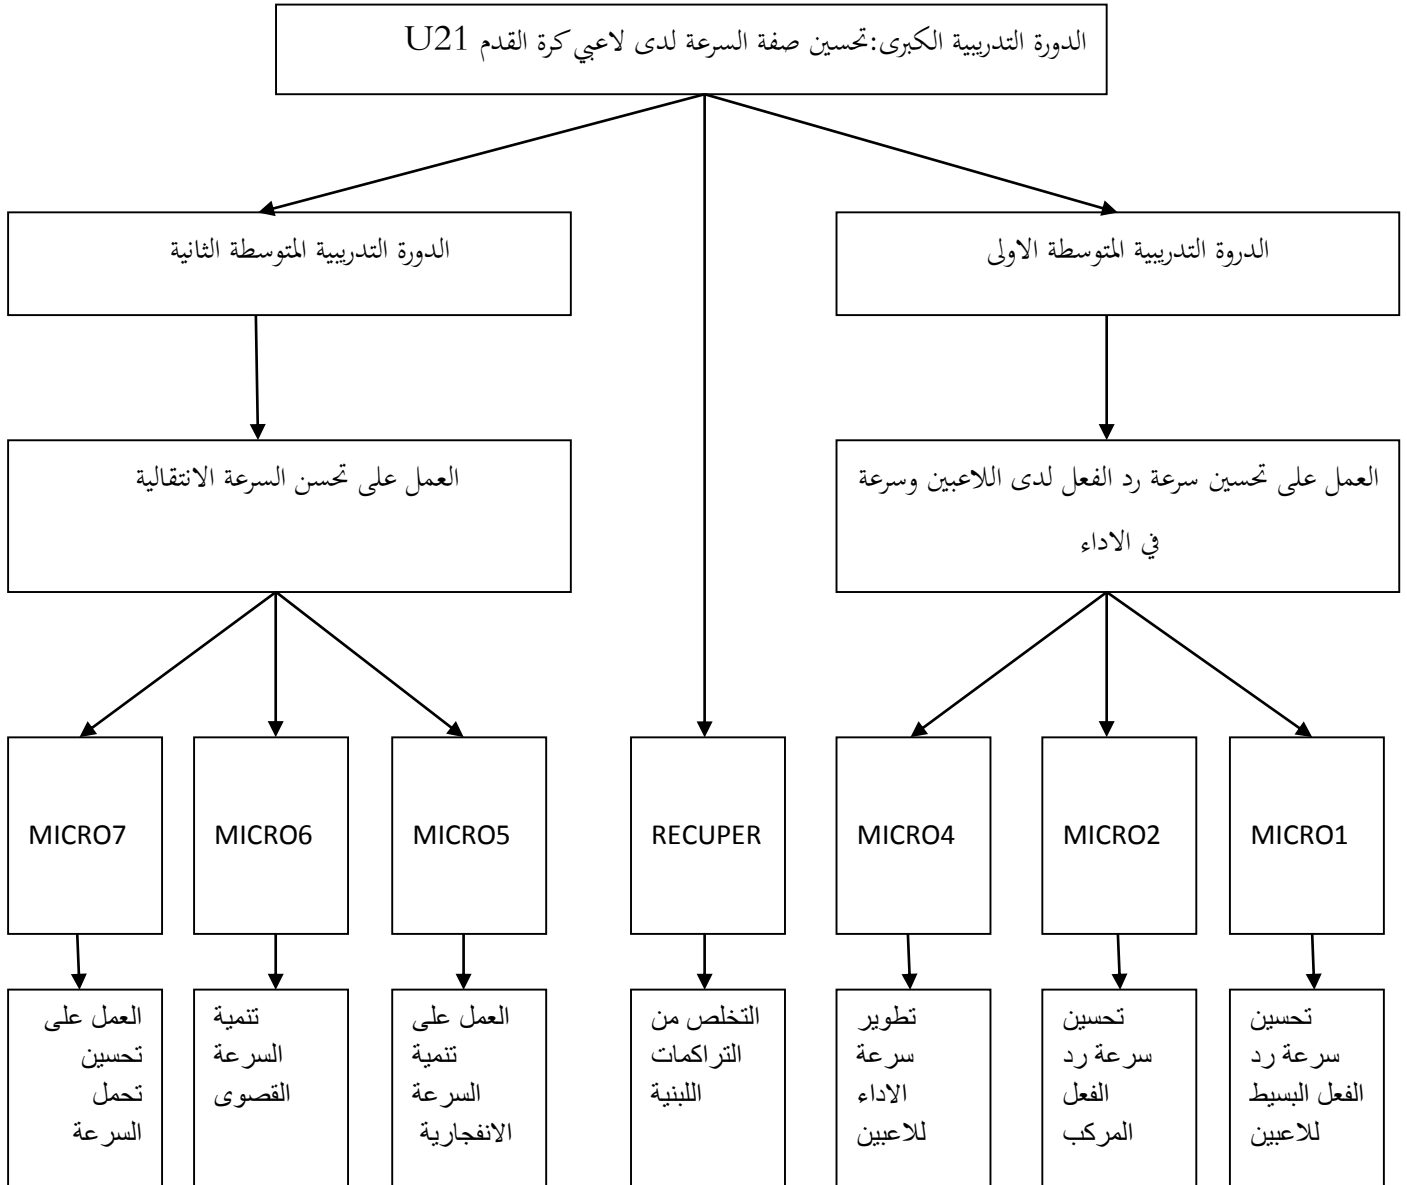 الدورة التدريبية الكبرى:تحسين صفة السرعة لدى لاعبي كرة القدم U21
الدروة التدريبية المتوسطة الاولى
الدورة التدريبية المتوسطة الثانية
العمل على تحسين سرعة رد الفعل لدى اللاعبين وسرعة
في الاداء
العمل على تحسن السرعة الانتقالية
MICRO1
MICRO2
MICRO4
RECUPER
MICRO5
MICRO6
MICRO7
تحسين
سرعة رد
الفعل البسيط
للاعبين
تحسين
سرعة رد
الفعل
المركب
تطوير
سرعة
الاداء
للاعبين
التخلص من
التراكمات
اللبنية
العمل على
تنمية
السرعة
الانفجارية
تنمية
السرعة
القصوى
العمل على
تحسين
تحمل
السرعة